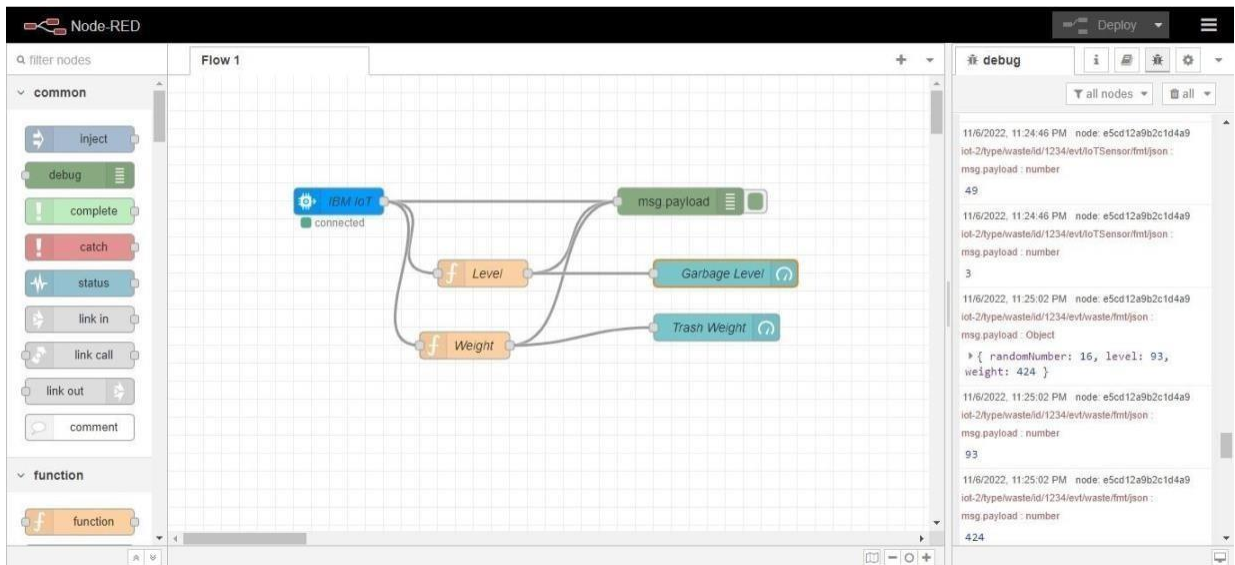 Node-RED
Deploy
filter nodes
Flow 1
debug
i
all nodes
all
common
inject
debug
complete
catch
status
link in
link call
link out
comment
function
function
IBM IoT
connected
msg.payload
Level
Garbage Level
Weight
Trash Weight
11/6/2022, 11:24:46 PM node: e5cd12a9b2c1d4a9
iot-2/type/waste/id/1234/evt/IoTSensor/fmt/json :
msg.payload : number
49
11/6/2022, 11:24:46 PM node: e5cd12a9b2c1d4a9
iot-2/type/waste/id/1234/evt/IoTSensor/fmt/json :
msg.payload : number
3
11/6/2022, 11:25:02 PM node: e5cd12a9b2c1d4a9
iot-2/type/waste/id/1234/evt/waste/fmt/json :
msg.payload : Object
{ randomNumber: 16, level: 93,
weight: 424 }
11/6/2022, 11:25:02 PM node: e5cd12a9b2c1d4a9
iot-2/type/waste/id/1234/evt/waste/fmt/json :
msg.payload : number
93
11/6/2022, 11:25:02 PM node: e5cd12a9b2c1d4a9
iot-2/type/waste/id/1234/evt/waste/fmt/json :
msg.payload : number
424